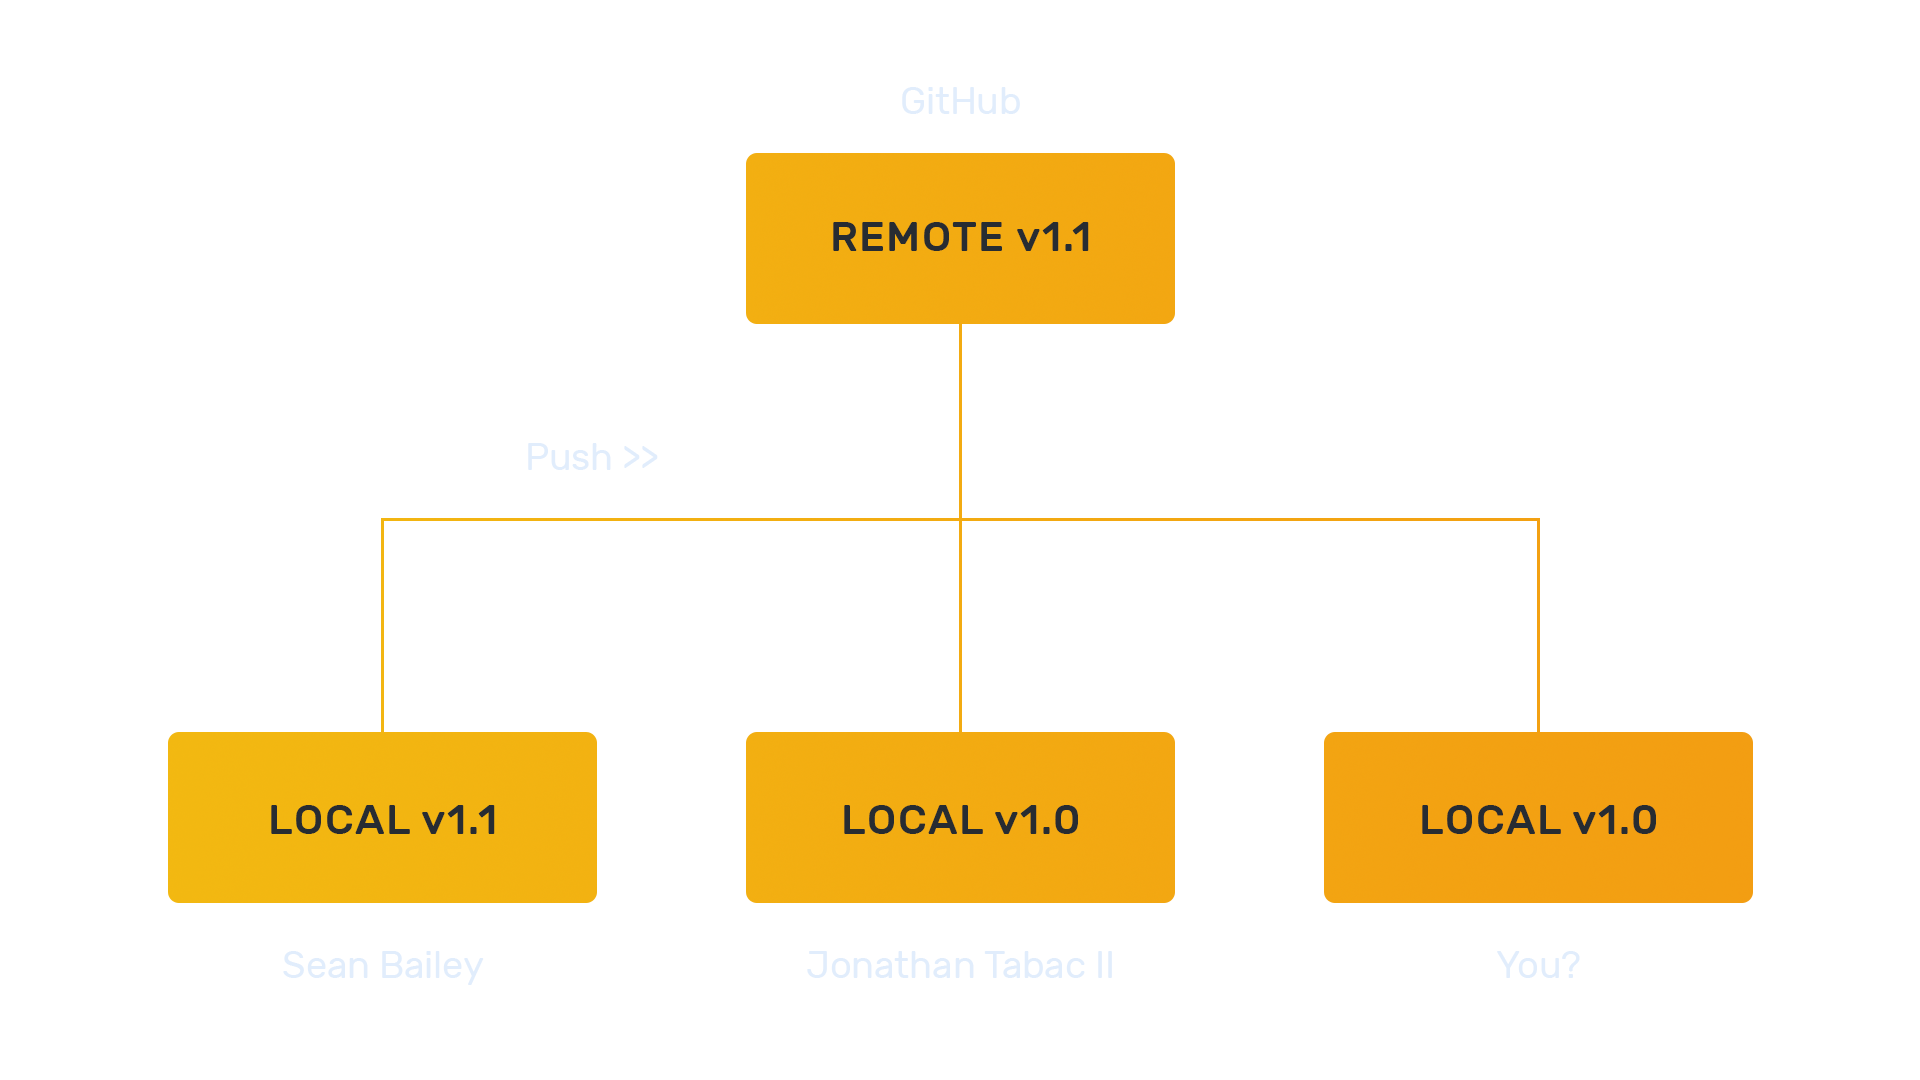 GitHub
REMOTE v1.1
Push >>
LOCAL v1.1
LOCAL v1.0
LOCAL v1.0
Sean Bailey
Jonathan Tabac II
You?